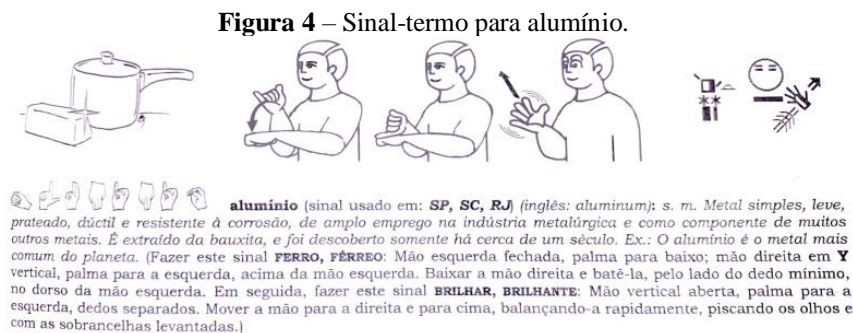 Figura 4 – Sinal-termo para alumínio.
alumínio (sinal usado em: SP, SC, RJ) (inglês: aluminum): s. m. Metal simples, leve,
prateado, dúctil e resistente à corrosão, de amplo emprego na indústria metalúrgica e como componente de muitos
outros metais. É extraído da bauxita, e foi descoberto somente há cerca de um século. Ex.: O alumínio é o metal mais
comum do planeta. (Fazer este sinal FERRO, FÉRREO: Mão esquerda fechada, palma para baixo; mão direita em Y
vertical, palma para a esquerda, acima da mão esquerda. Baixar a mão direita e batê-la, pelo lado do dedo mínimo,
no dorso da mão esquerda. Em seguida, fazer este sinal BRILHAR, BRILHANTE: Mão vertical aberta, palma para a
esquerda, dedos separados. Mover a mão para a direita e para cima, balançando-a rapidamente, piscando os olhos e
com as sobrancelhas levantadas.)